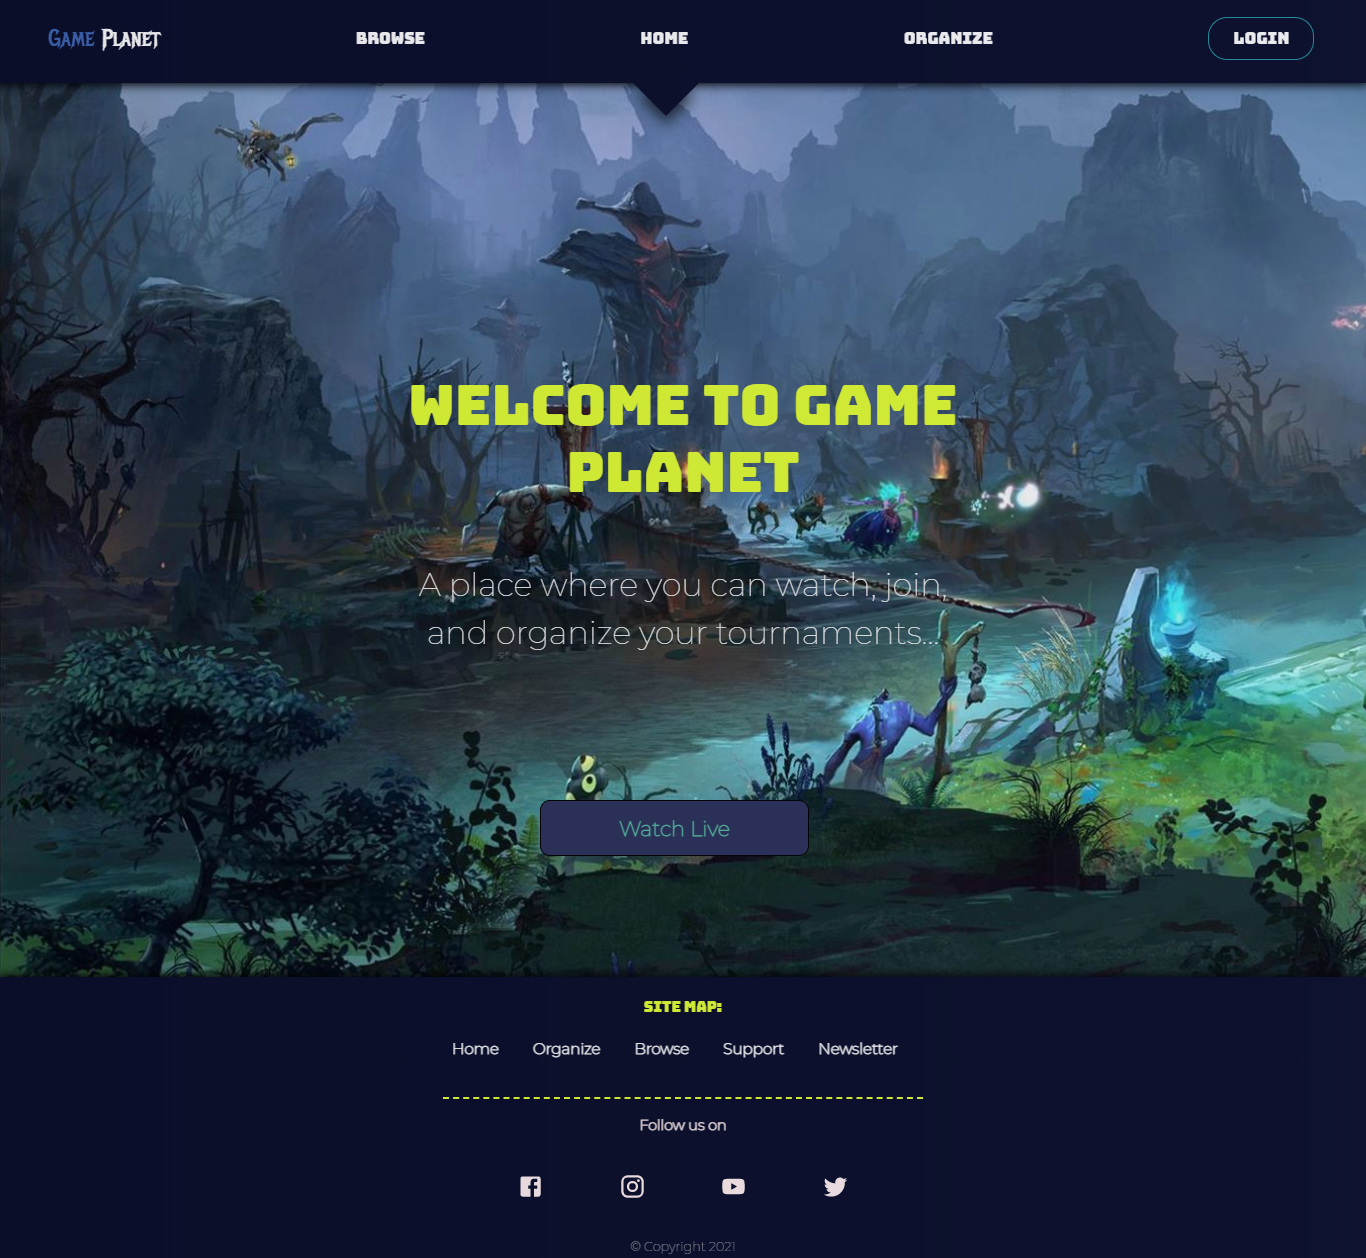 Game Planet
BROWSE
HOME
ORGANIZE
LOGIN
WELCOME TO GAME
PLANET
A place where you can watch, join,
and organize your tournaments...
Watch Live
SITE MAP:
Home Organize Browse Support Newsletter
Follow us on
© Copyright 2021